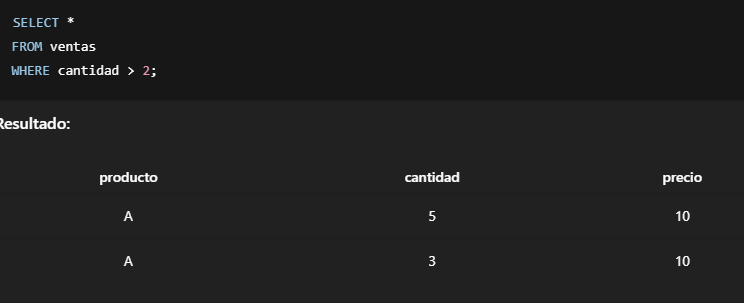 SELECT *
FROM ventas
WHERE cantidad > 2;
Resultado:
producto cantidad precio
A 5 10
A 3 10